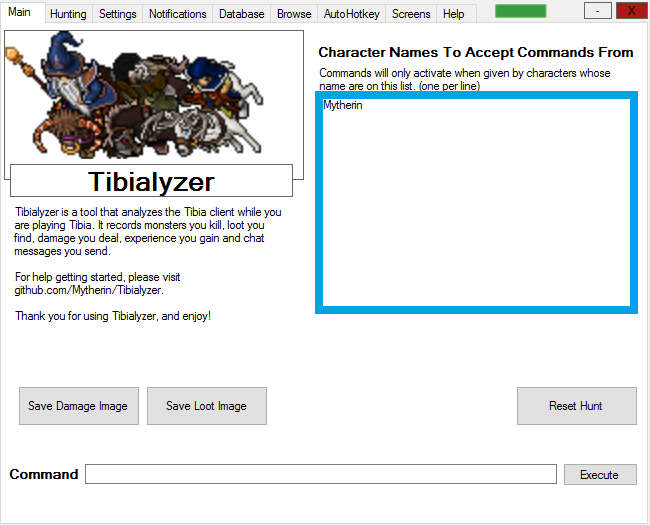 Main Hunting Settings Notifications Database Browse AutoHotkey Screens Help - X
Character Names To Accept Commands From
Commands will only activate when given by characters whose
name are on this list. (one per line)
Mytherin
Tibialyzer
Tibialyzer is a tool that analyzes the Tibia client while you
are playing Tibia. It records monsters you kill, loot you
find, damage you deal, experience you gain and chat
messages you send.
For help getting started, please visit
github.com/Mytherin/Tibialyzer.
Thank you for using Tibialyzer, and enjoy!
Save Damage Image Save Loot Image Reset Hunt
Command Execute